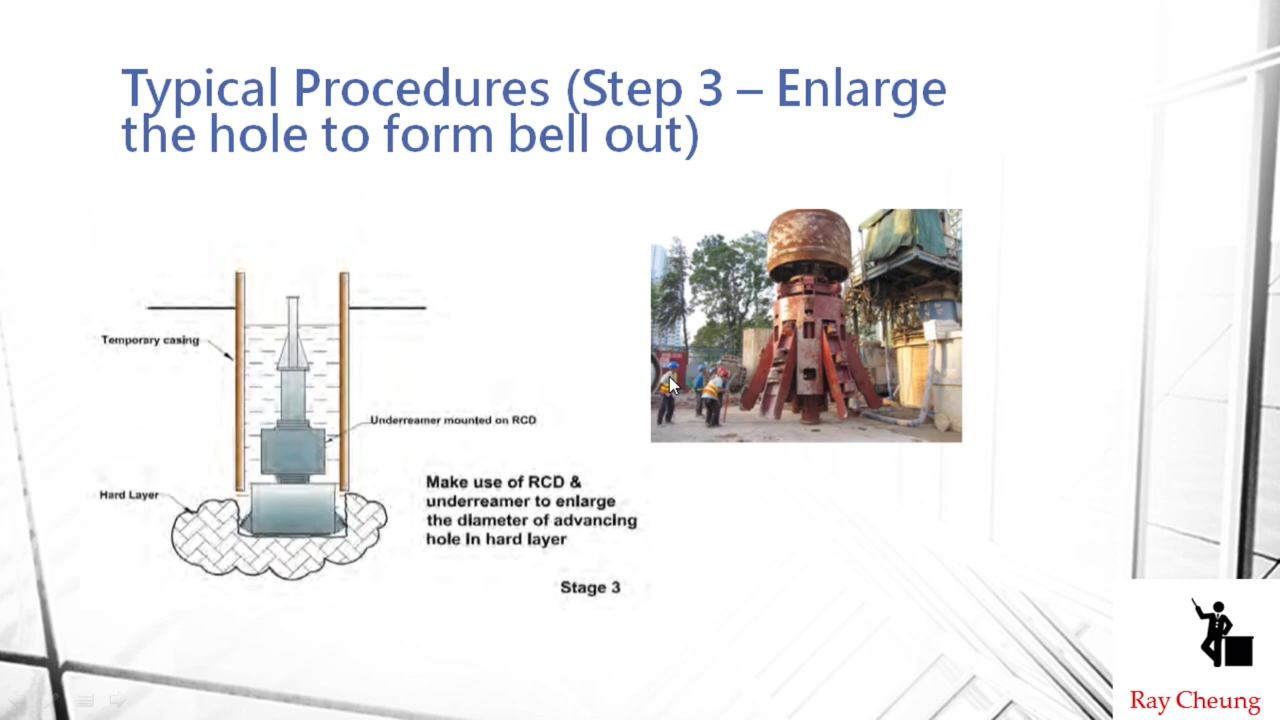 Typical Procedures (Step 3 – Enlarge
the hole to form bell out)
Temporary casing
Underreamer mounted on RCD
Hard Layer
Make use of RCD &
underreamer to enlarge
the diameter of advancing
hole in hard layer
Stage 3
Ray Cheung